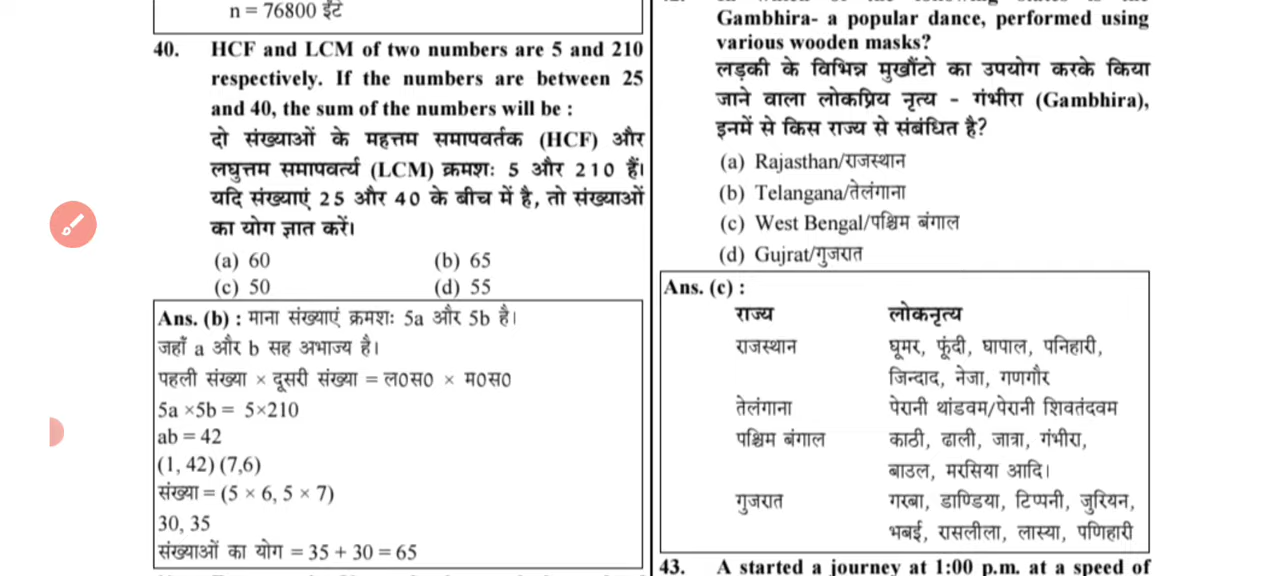 n = 76800 ईंटे
40. HCF and LCM of two numbers are 5 and 210
respectively. If the numbers are between 25
and 40, the sum of the numbers will be :
दो संख्याओं के महत्तम समापवर्तक (HCF) और
लघुत्तम समापवर्त्य (LCM) क्रमशः 5 और 210 हैं।
यदि संख्याएं 25 और 40 के बीच में है, तो संख्याओं
का योग ज्ञात करें।
(a) 60 (b) 65
(c) 50 (d) 55
Ans. (b) : माना संख्याएं क्रमशः 5a और 5b है।
जहाँ a और b सह अभाज्य है।
पहली संख्या × दूसरी संख्या = ल०स० × म०स०
5a ×5b = 5×210
ab = 42
(1, 42) (7,6)
संख्या = (5 × 6, 5 × 7)
30, 35
संख्याओं का योग = 35 + 30 = 65
Gambhira- a popular dance, performed using
various wooden masks?
लड़की के विभिन्न मुखौंटो का उपयोग करके किया
जाने वाला लोकप्रिय नृत्य - गंभीरा (Gambhira),
इनमें से किस राज्य से संबंधित है?
(a) Rajasthan/राजस्थान
(b) Telangana/तेलंगाना
(c) West Bengal/पश्चिम बंगाल
(d) Gujrat/गुजरात
Ans. (c) :
राज्य लोकनृत्य
राजस्थान घूमर, फूंदी, घापाल, पनिहारी,
जिन्दाद, नेजा, गणगौर
तेलंगाना पेरानी थांडवम/पेरानी शिवतंदवम
पश्चिम बंगाल काठी, ढाली, जात्रा, गंभीरा,
बाउल, मरसिया आदि।
गुजरात गरबा, डाण्डिया, टिप्पनी, जुरियन,
भबई, रासलीला, लास्या, पणिहारी
43. A started a journey at 1:00 p.m. at a speed of